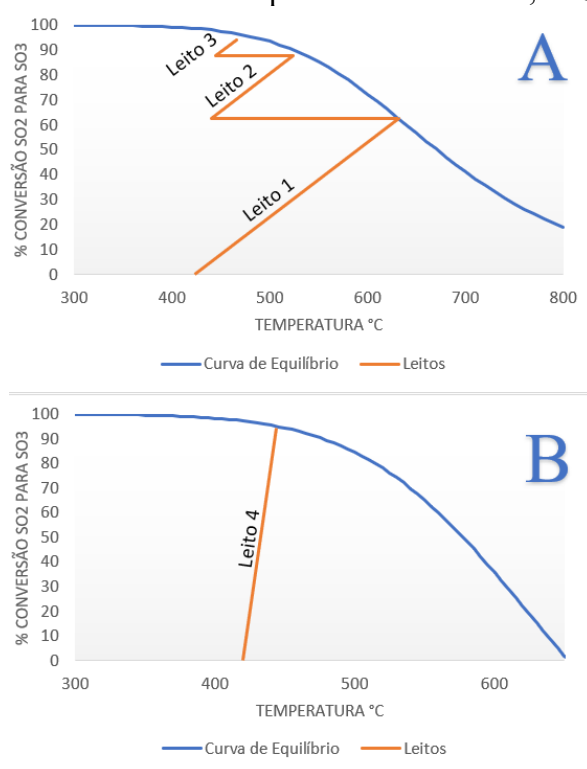 100
90
80
70
60
50
40
30
20
10
0
% CONVERSÃO SO2 PARA SO3
Leito 3
Leito 2
Leito 1
A
300 400 500 600 700 800
TEMPERATURA °C
Curva de Equilíbrio Leitos
100
90
80
70
60
50
40
30
20
10
0
% CONVERSÃO SO2 PARA SO3
Leito 4
B
300 400 500 600
TEMPERATURA °C
Curva de Equilíbrio Leitos